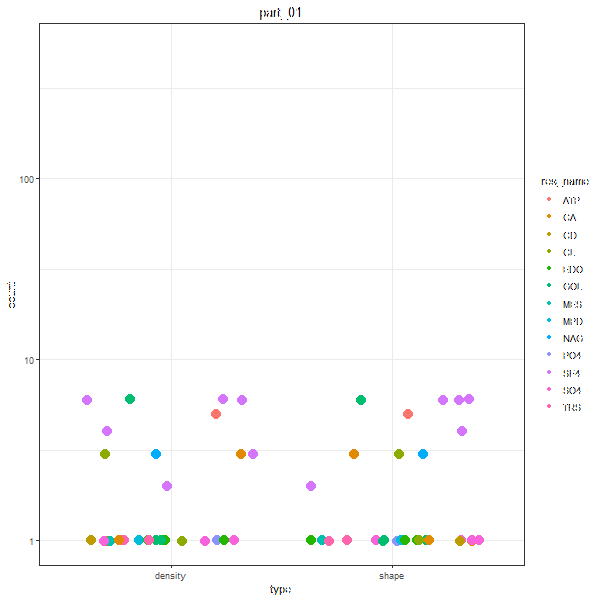 part_01
100
10
1
count
density
shape
type
res_name
ATP
CA
CD
CL
EDO
GOL
MES
MPD
NAG
PO4
SF4
SO4
TRS